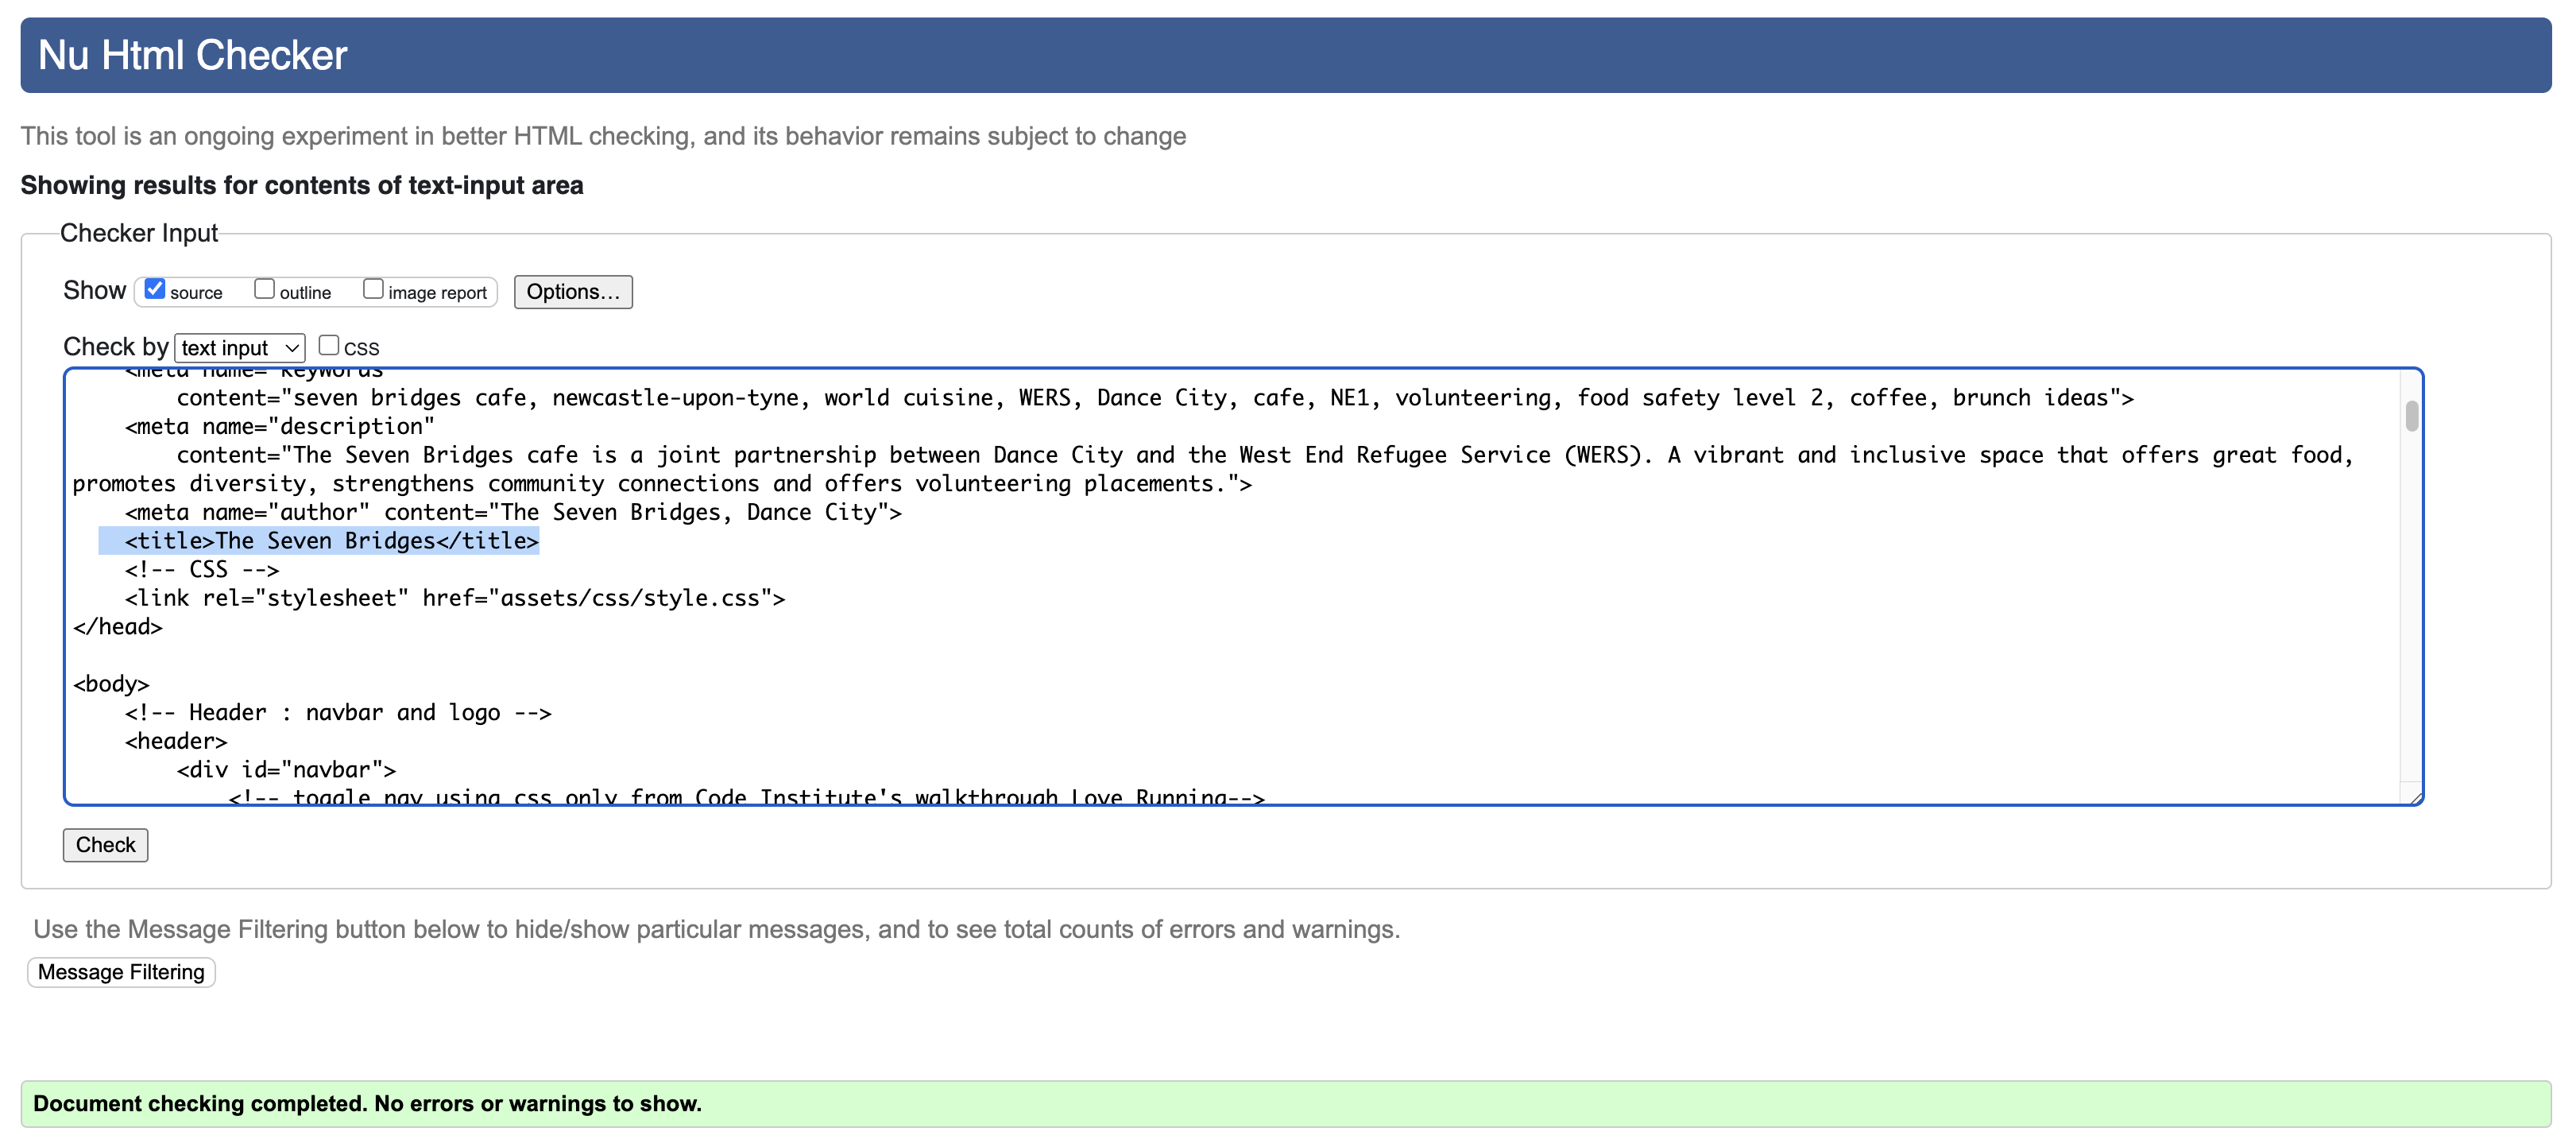 Nu Html Checker
This tool is an ongoing experiment in better HTML checking, and its behavior remains subject to change
Showing results for contents of text-input area
Checker Input
Show source outline image report Options...
Check by text input CSS
<meta name="keywords"
content="seven bridges cafe, newcastle-upon-tyne, world cuisine, WERS, Dance City, cafe, NE1, volunteering, food safety level 2, coffee, brunch ideas">
<meta name="description"
content="The Seven Bridges cafe is a joint partnership between Dance City and the West End Refugee Service (WERS). A vibrant and inclusive space that offers great food,
promotes diversity, strengthens community connections and offers volunteering placements.">
<meta name="author" content="The Seven Bridges, Dance City">
<title>The Seven Bridges</title>
<!-- CSS -->
<link rel="stylesheet" href="assets/css/style.css">
</head>
<body>
<!-- Header : navbar and logo -->
<header>
<div id="navbar">
<!-- toggle nav using css only from Code Institute's walkthrough Love Running-->
Check
Use the Message Filtering button below to hide/show particular messages, and to see total counts of errors and warnings.
Message Filtering
Document checking completed. No errors or warnings to show.